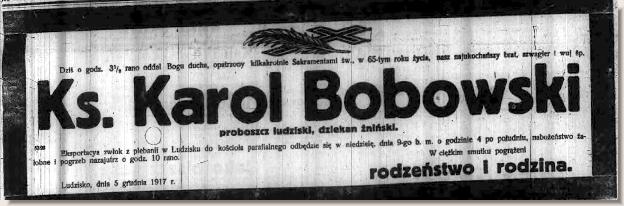 Dziś o godz. 3½ rano oddał Bogu ducha, opatrzony kilkakrotnie Sakramentami św., w 65-tym roku życia, nasz najukochańszy brat, szwagier i wuj śp.
Ks. Karol Bobowski
proboszcz ludziski, dziekan żniński.
Eksportacya zwłok z plebanii w Ludzisku do kościoła parafialnego odbędzie się w niedzielę, dnia 9-go b. m. o godzinie 4 po południu, nabożeństwo ża-
łobne i pogrzeb nazajutrz o godz. 10 rano.
W ciężkim smutku pogrążeni
rodzeństwo i rodzina.
Ludzisko, dnia 5 grudnia 1917 r.